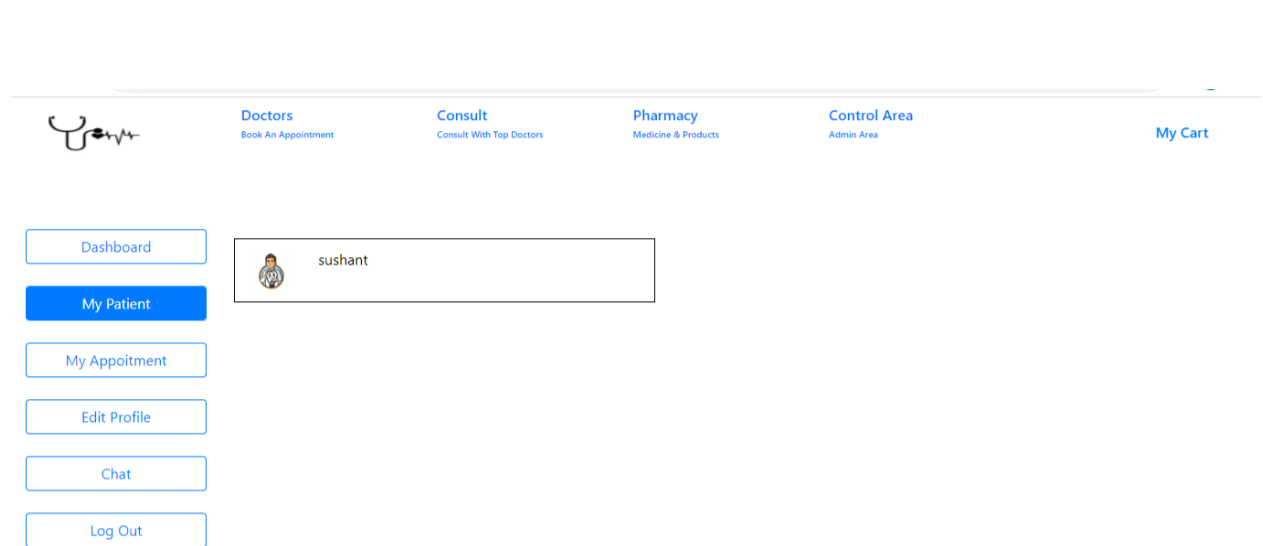 Doctors
Book An Appointment
Consult
Consult With Top Doctors
Pharmacy
Medicine & Products
Control Area
Admin Area
My Cart
Dashboard
My Patient
My Appoitment
Edit Profile
Chat
Log Out
sushant